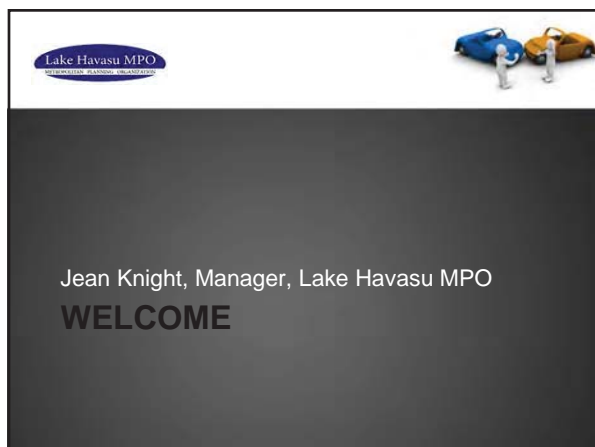 Lake Havasu MPO
METROPOLITAN PLANNING ORGANIZATION
Jean Knight, Manager, Lake Havasu MPO
WELCOME